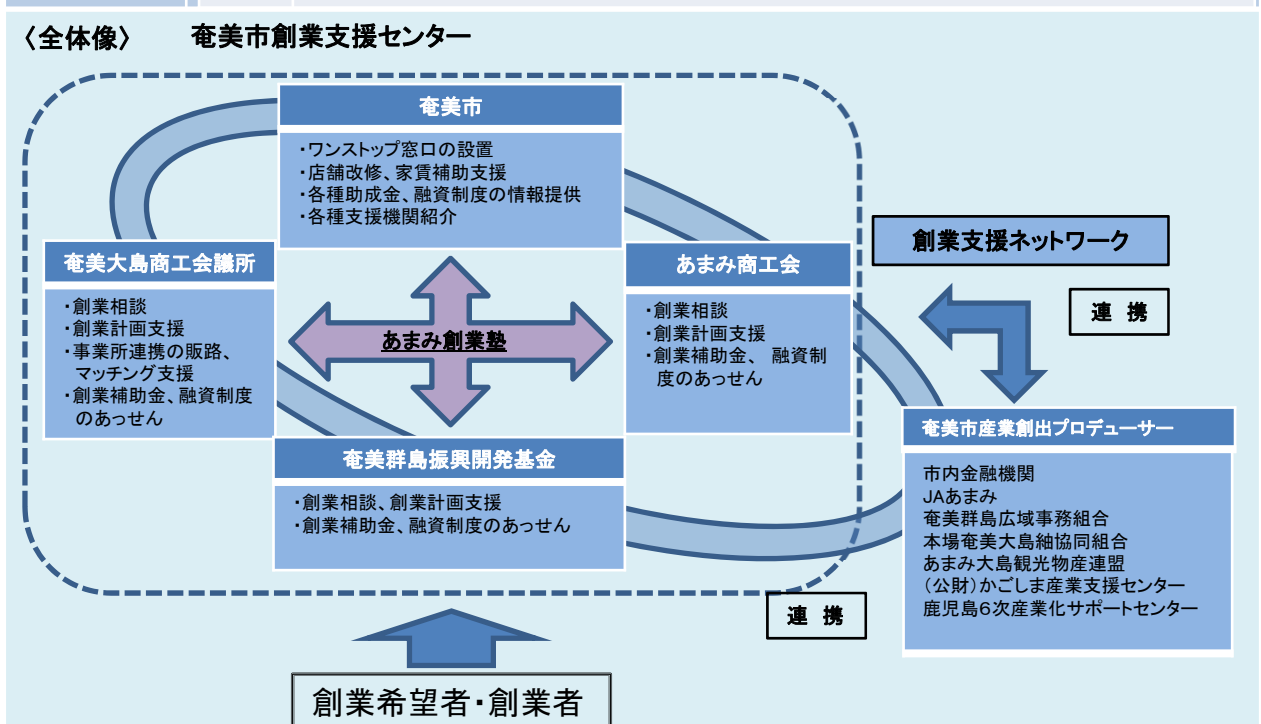 〈全体像〉 奄美市創業支援センター
奄美市
・ワンストップ窓口の設置
・店舗改修、家賃補助支援
・各種助成金、融資制度の情報提供
・各種支援機関紹介
奄美大島商工会議所
・創業相談
・創業計画支援
・事業所連携の販路、
マッチング支援
・創業補助金、融資制度
のあっせん
あまみ創業塾
あまみ商工会
・創業相談
・創業計画支援
・創業補助金、 融資制
度のあっせん
奄美群島振興開発基金
・創業相談、創業計画支援
・創業補助金、融資制度のあっせん
創業支援ネットワーク
連 携
奄美市産業創出プロデューサー
市内金融機関
JAあまみ
奄美群島広域事務組合
本場奄美大島紬協同組合
あまみ大島観光物産連盟
(公財)かごしま産業支援センター
鹿児島6次産業化サポートセンター
連 携
創業希望者・創業者